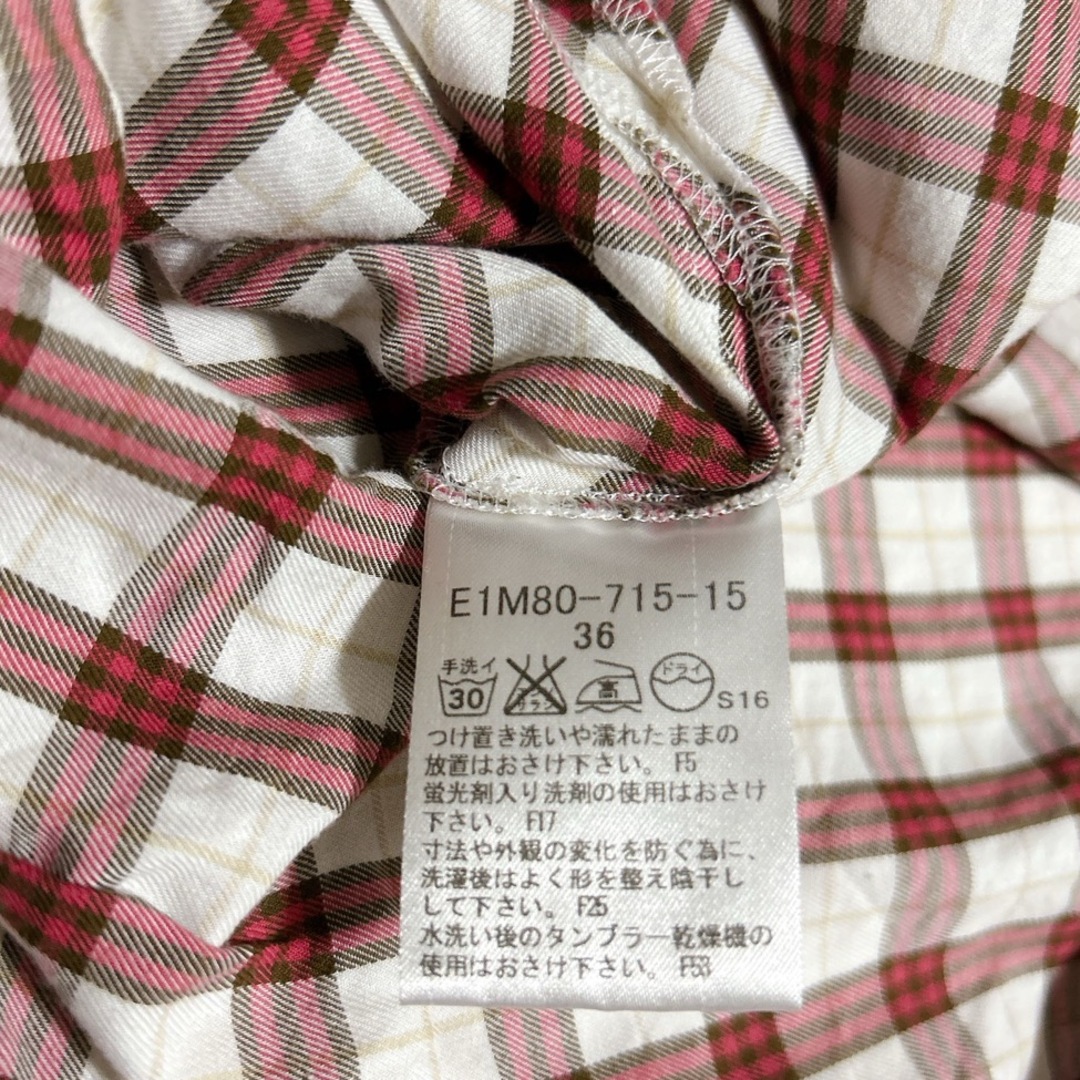 E1M80-715-15
36
手洗イ ドライ
30 サラシ 高 S16
つけ置き洗いや濡れたままの
放置はおさけ下さい。 F5
蛍光剤入り洗剤の使用はおさけ
下さい。 F17
寸法や外観の変化を防ぐ為に、
洗濯後はよく形を整え陰干し
して下さい。 F25
水洗い後のタンブラー乾燥機の
使用はおさけ下さい。 F53